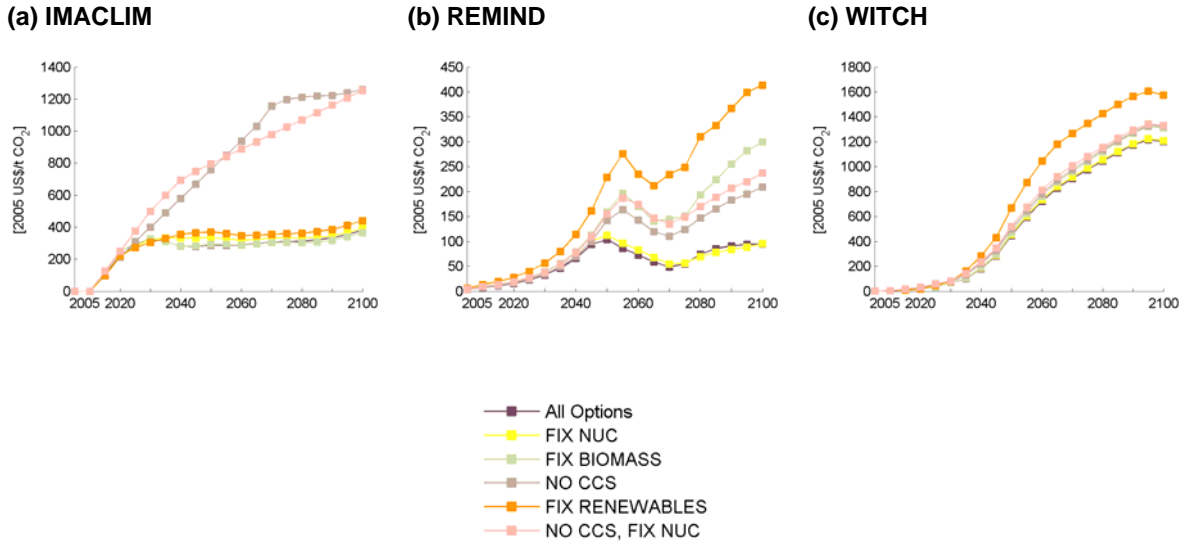 (a) IMACLIM
(b) REMIND
(c) WITCH
[2005 US$/t CO2]
1400
1200
1000
800
600
400
200
0
2005 2020 2040 2060 2080 2100
[2005 US$/t CO2]
450
400
350
300
250
200
150
100
50
0
2005 2020 2040 2060 2080 2100
[2005 US$/t CO2]
1800
1600
1400
1200
1000
800
600
400
200
0
2005 2020 2040 2060 2080 2100
All Options
FIX NUC
FIX BIOMASS
NO CCS
FIX RENEWABLES
NO CCS, FIX NUC